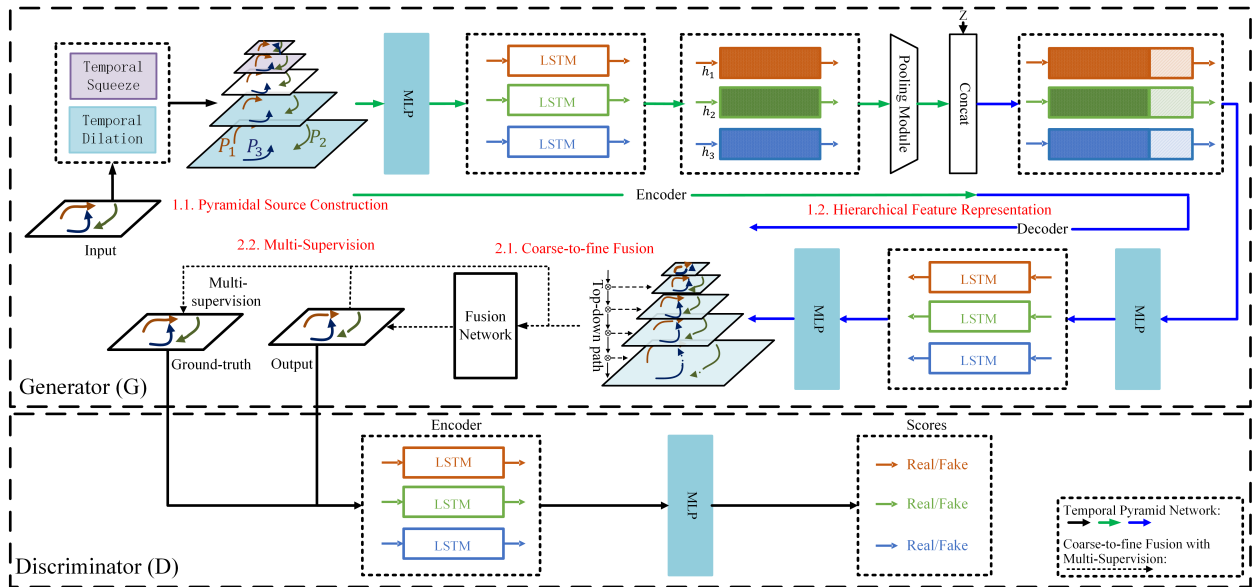 Z
Temporal
Squeeze
Temporal
Dilation
P1
P3
P2
MLP
LSTM
LSTM
LSTM
h1
h2
h3
Pooling Module
Concat
Encoder
1.1. Pyramidal Source Construction
1.2. Hierarchical Feature Representation
Decoder
Input
2.2. Multi-Supervision
2.1. Coarse-to-fine Fusion
Multi-
supervision
Ground-truth
Output
Fusion
Network
Top-down path
MLP
LSTM
LSTM
LSTM
MLP
Generator (G)
Encoder
LSTM
LSTM
LSTM
MLP
Scores
Real/Fake
Real/Fake
Real/Fake
Temporal Pyramid Network:
Coarse-to-fine Fusion with
Multi-Supervision:
Discriminator (D)